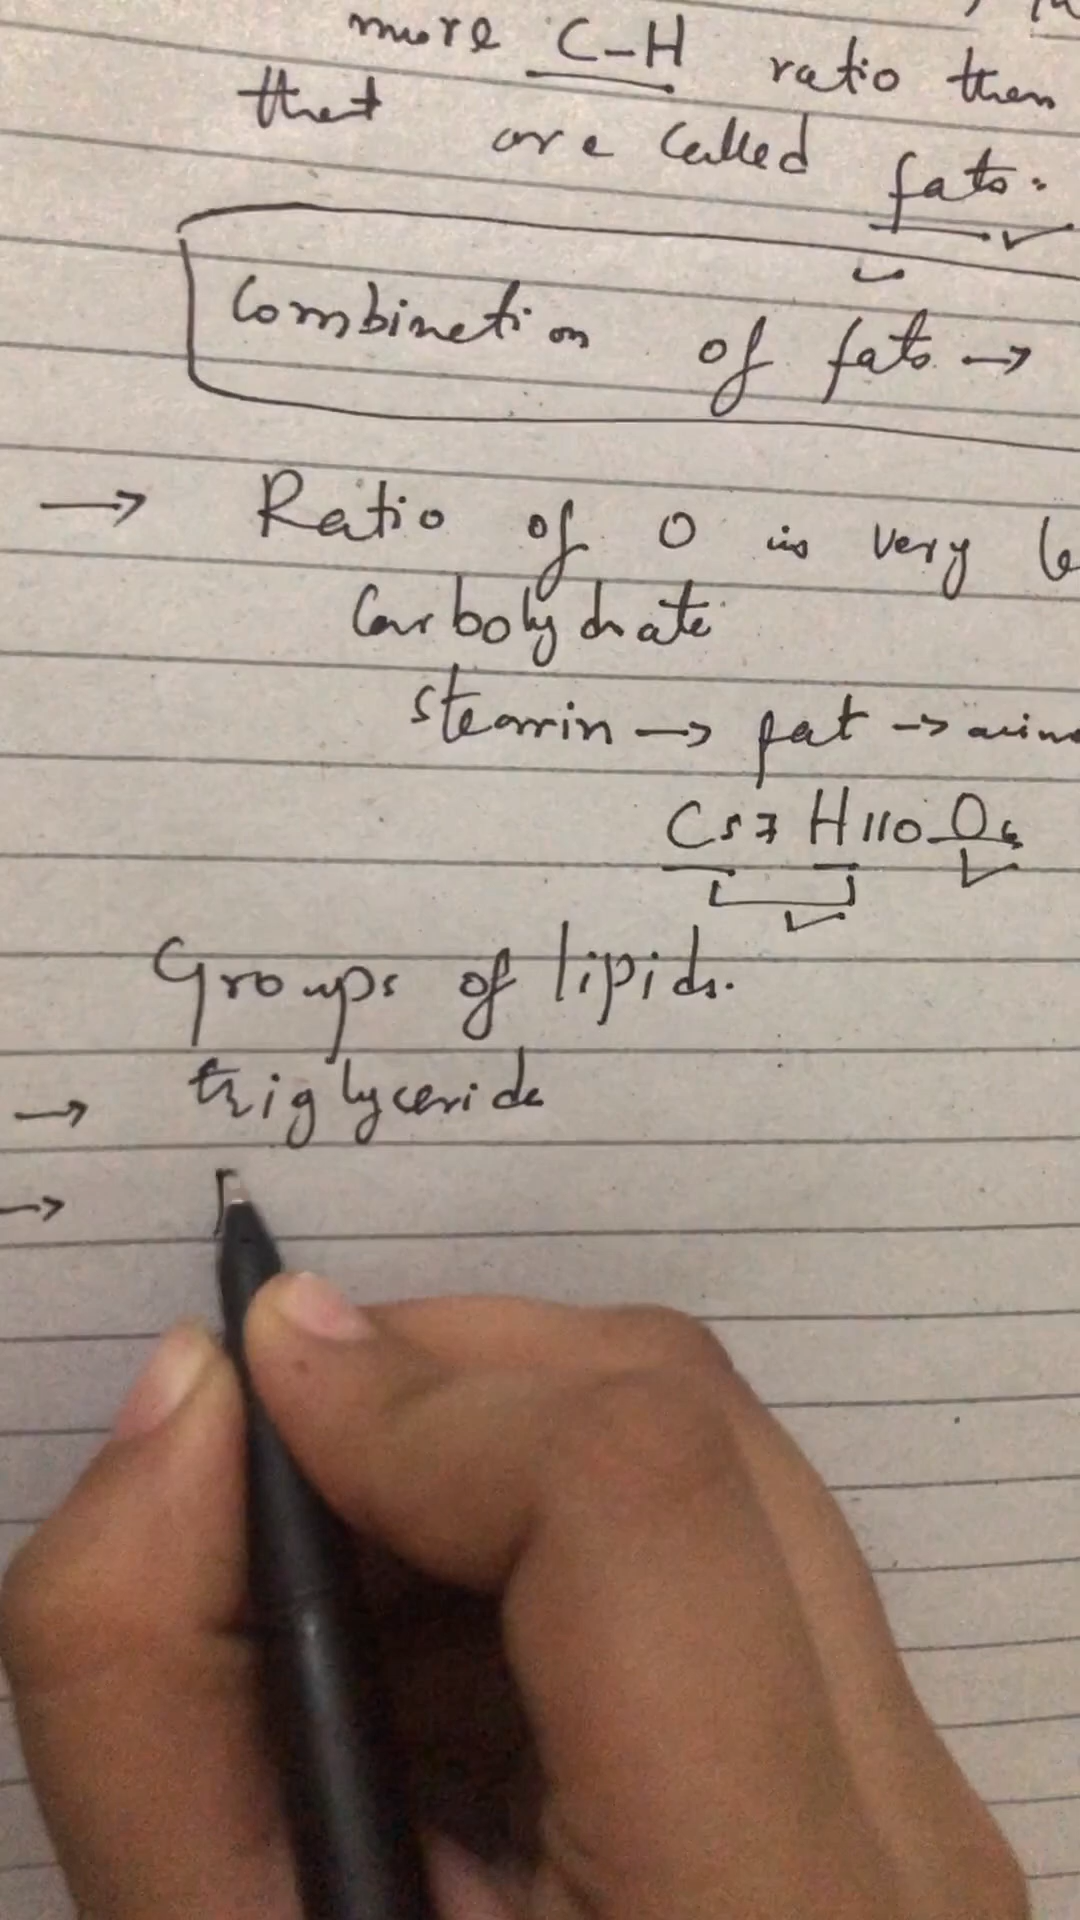 more C-H ratio then
that are called fats.
Combination of fats →
→ Ratio of O is very
Carbohydrate
stearin → fat →
C57 H110 O6
Groups of lipids.
→ triglyceride
→